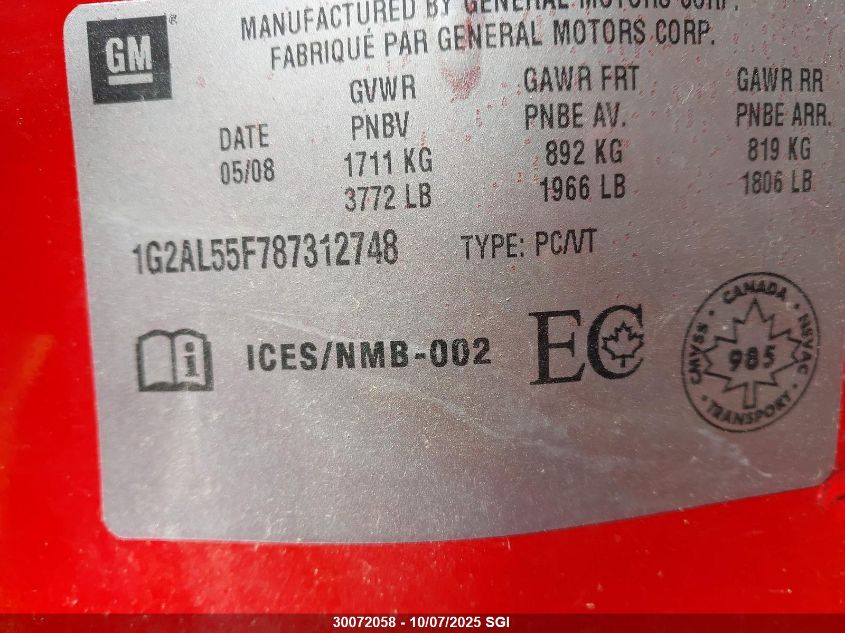 MANUFACTURED BY GENERAL MOTORS CORP.
FABRIQUÉ PAR GENERAL MOTORS CORP.
GM
DATE
05/08
GVWR
PNBV
1711 KG
3772 LB
GAWR FRT
PNBE AV.
892 KG
1966 LB
GAWR RR
PNBE ARR.
819 KG
1806 LB
1G2AL55F787312748 TYPE: PC/VT
i ICES/NMB-002
EC
CANADA
CMVSS
NSVAC
985
TRANSPORT
30072058 - 10/07/2025 SGI